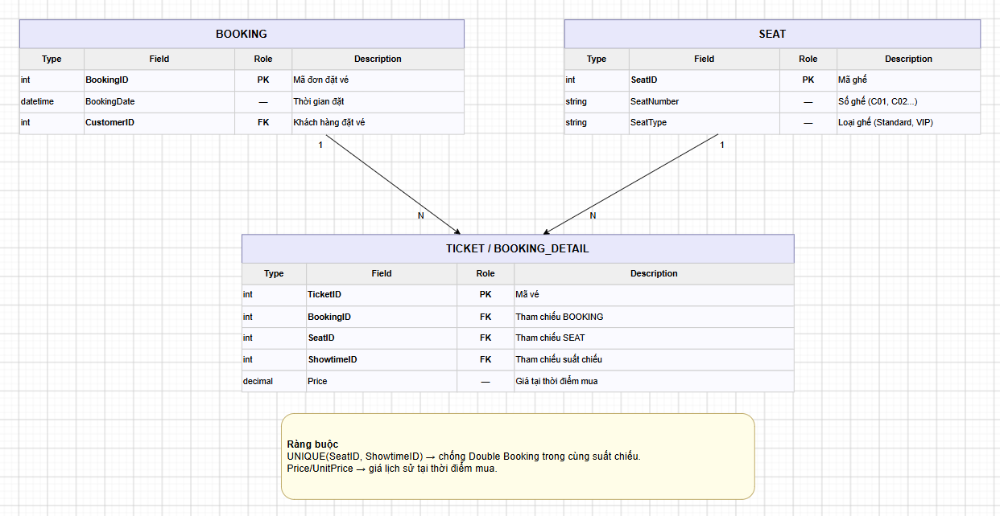 BOOKING
Type Field Role Description
int BookingID PK Mã đơn đặt vé
datetime BookingDate — Thời gian đặt
int CustomerID FK Khách hàng đặt vé
SEAT
Type Field Role Description
int SeatID PK Mã ghế
string SeatNumber — Số ghế (C01, C02...)
string SeatType — Loại ghế (Standard, VIP)
1
1
N
N
TICKET / BOOKING_DETAIL
Type Field Role Description
int TicketID PK Mã vé
int BookingID FK Tham chiếu BOOKING
int SeatID FK Tham chiếu SEAT
int ShowtimeID FK Tham chiếu suất chiếu
decimal Price — Giá tại thời điểm mua
Ràng buộc
UNIQUE(SeatID, ShowtimeID) → chống Double Booking trong cùng suất chiếu.
Price/UnitPrice → giá lịch sử tại thời điểm mua.